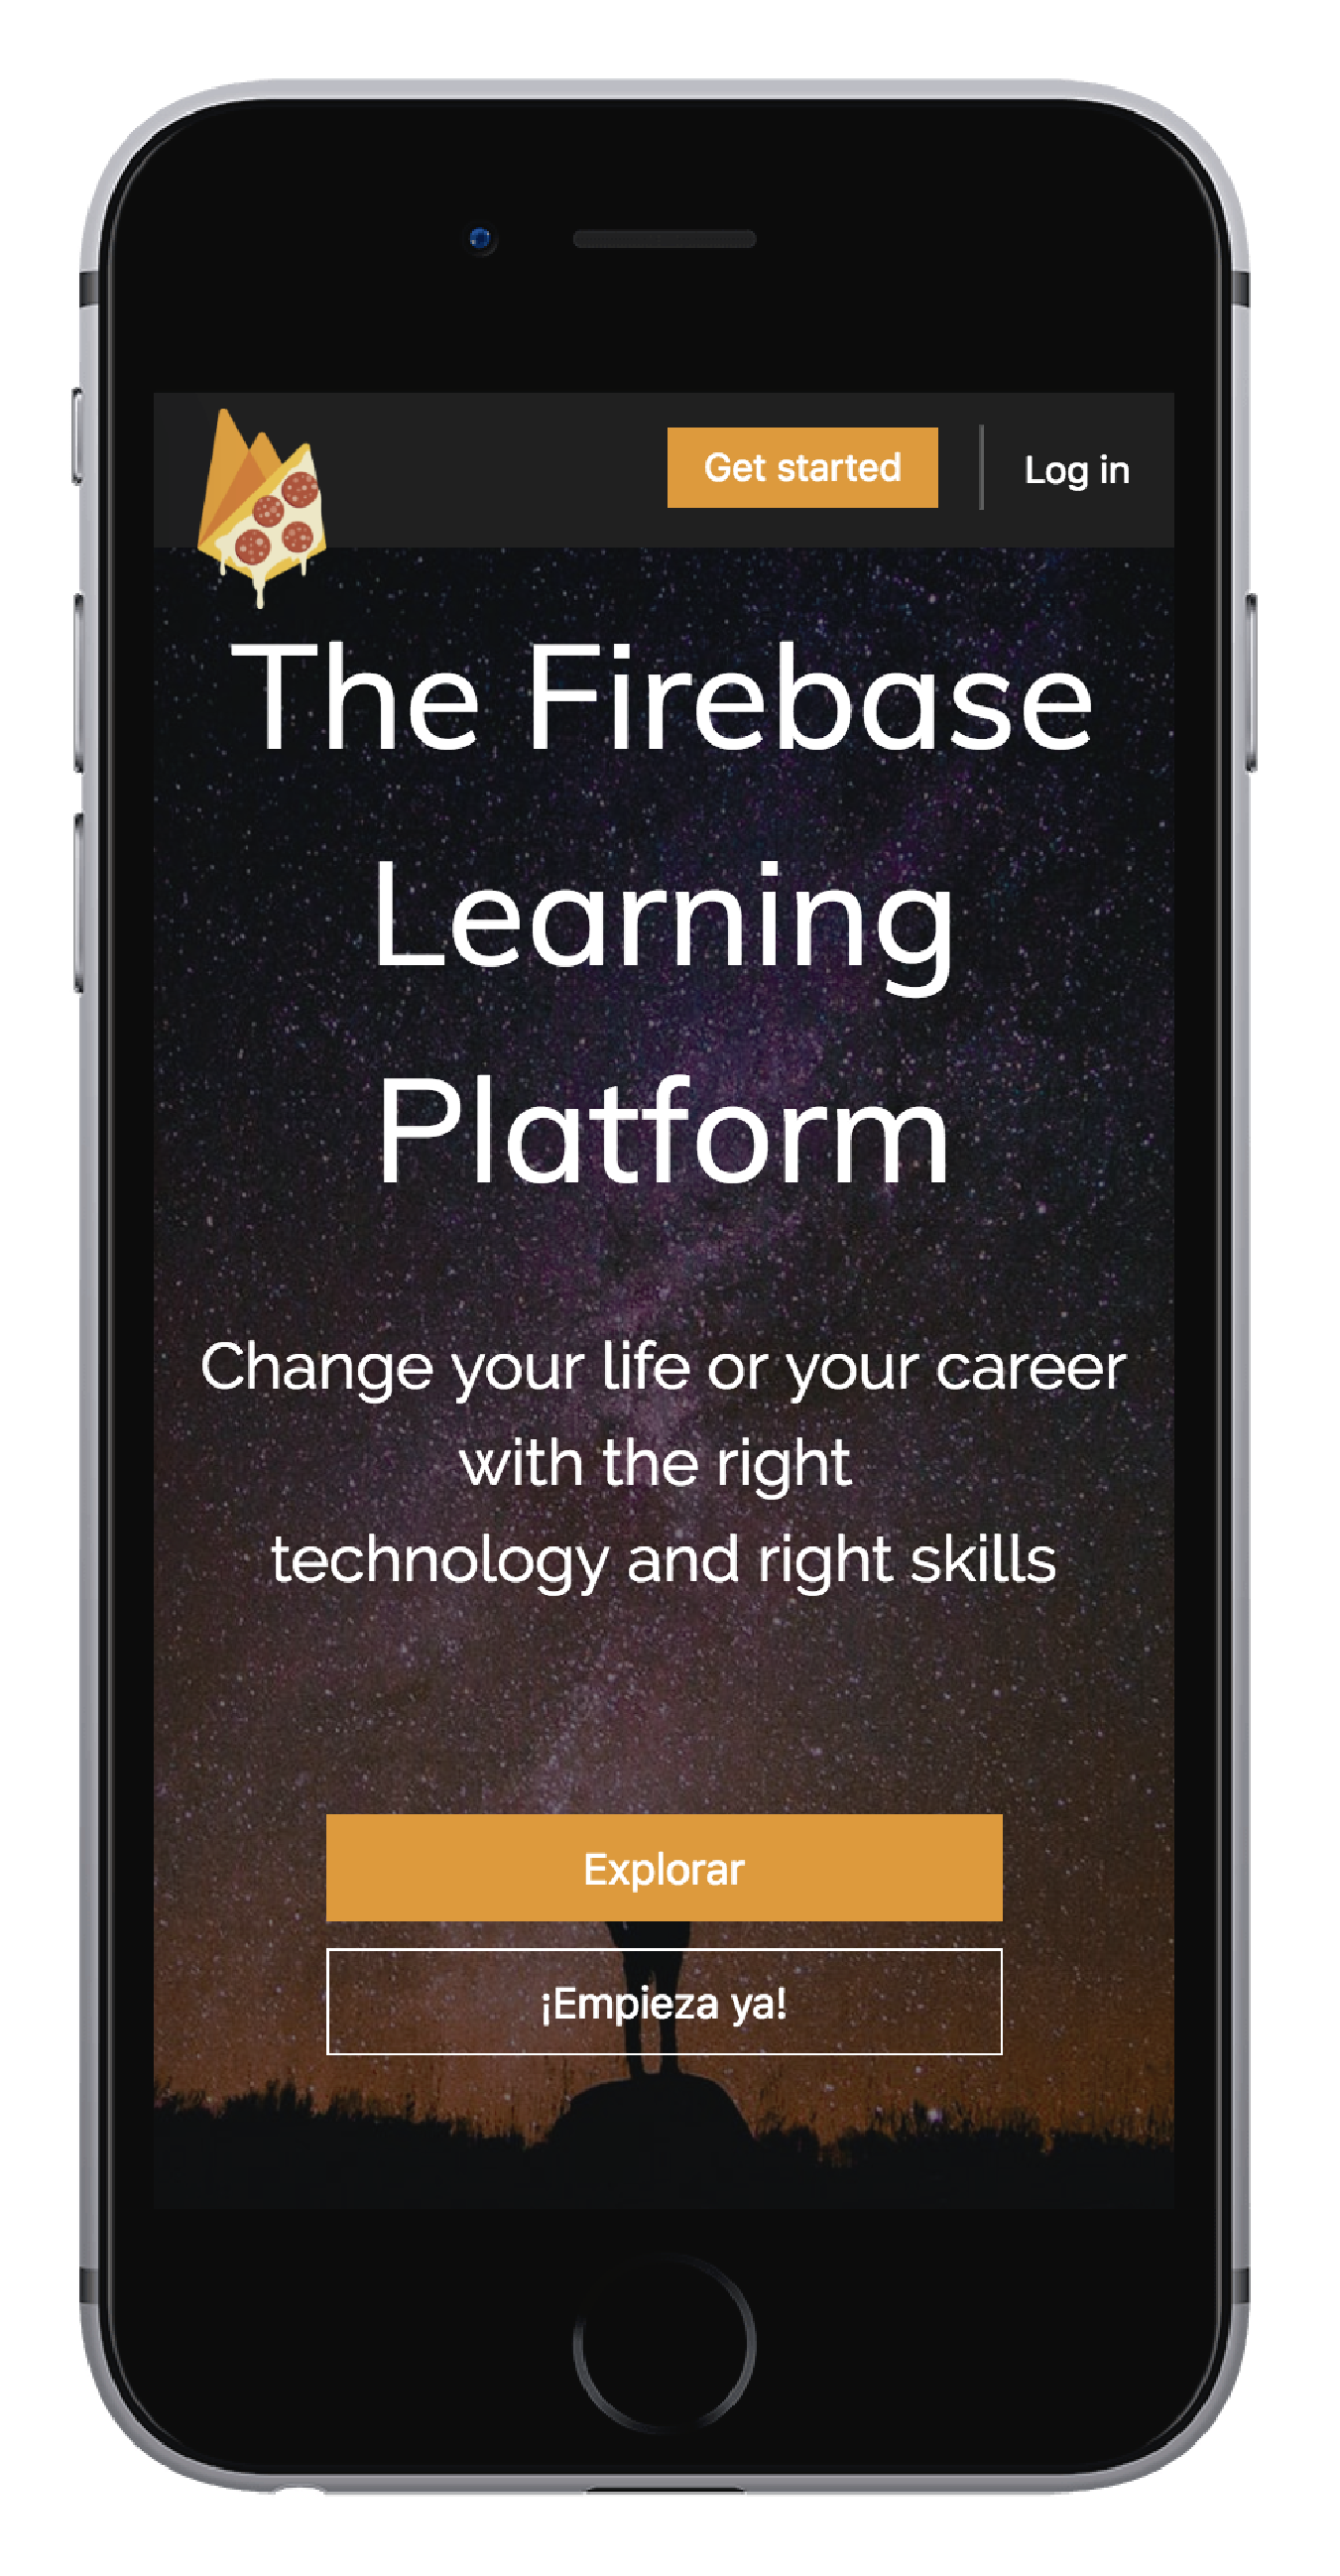 Get started
Log in
The Firebase
Learning
Platform
Change your life or your career
with the right
technology and right skills
Explorar
¡Empieza ya!